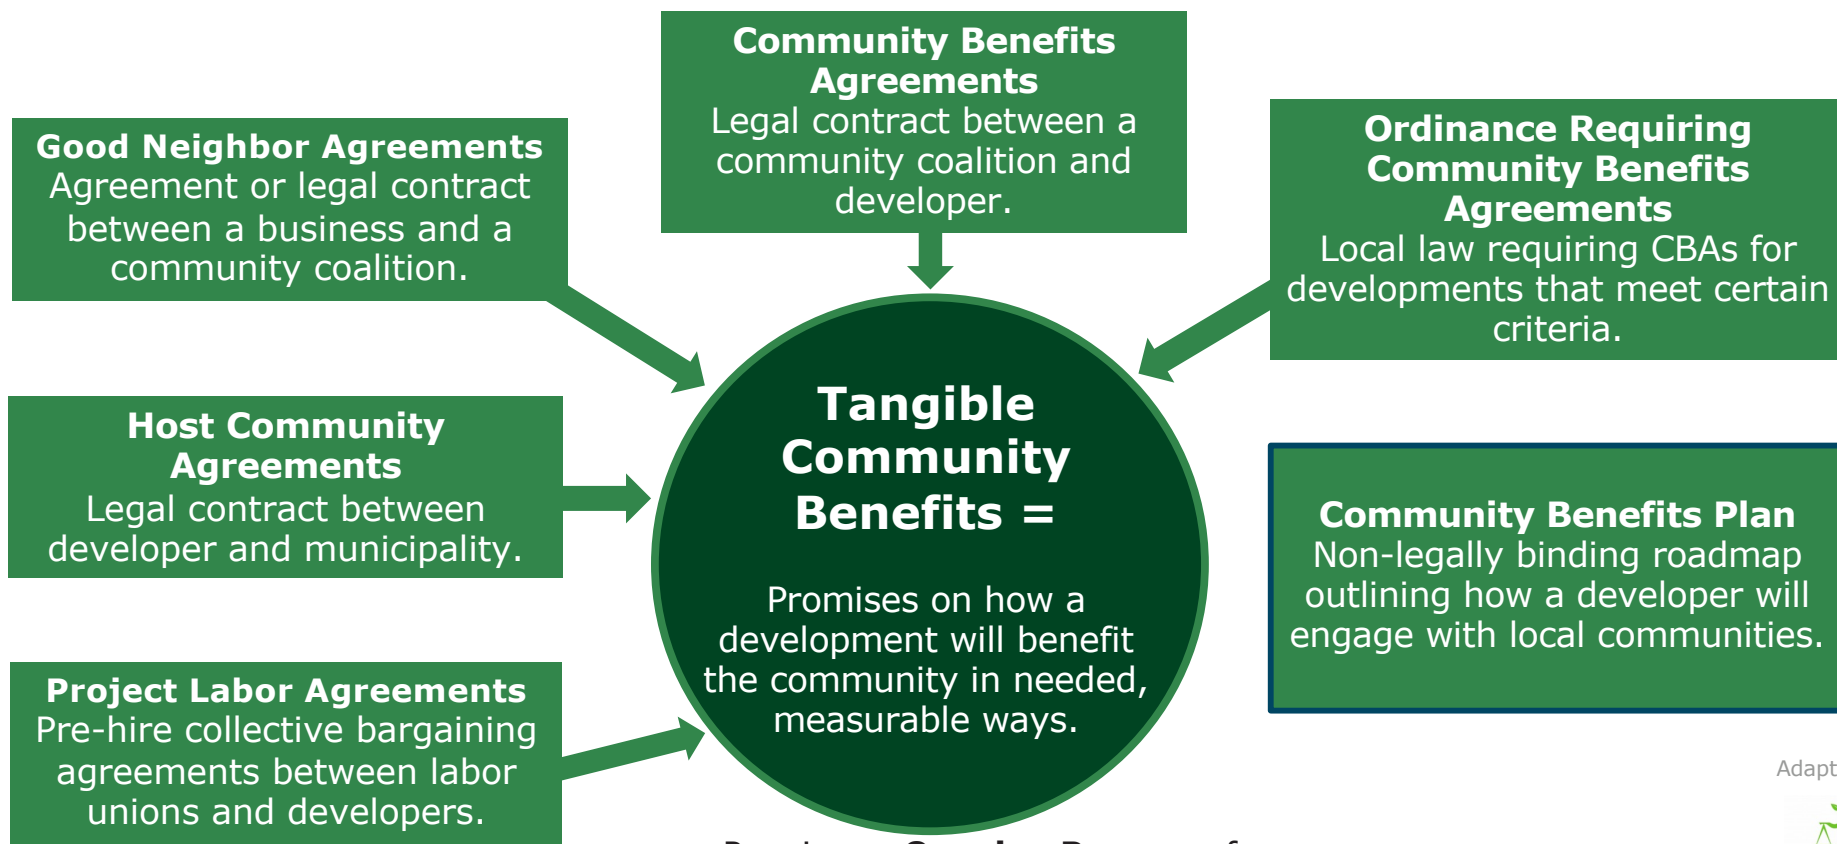 Community Benefits
Agreements
Legal contract between a
community coalition and
developer.
Good Neighbor Agreements
Agreement or legal contract
between a business and a
community coalition.
Ordinance Requiring
Community Benefits
Agreements
Local law requiring CBAs for
developments that meet certain
criteria.
Host Community
Agreements
Legal contract between
developer and municipality.
Tangible
Community
Benefits =
Promises on how a
development will benefit
the community in needed,
measurable ways.
Community Benefits Plan
Non-legally binding roadmap
outlining how a developer will
engage with local communities.
Project Labor Agreements
Pre-hire collective bargaining
agreements between labor
unions and developers.